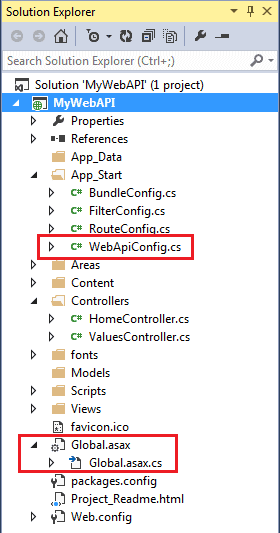 Solution Explorer
Search Solution Explorer (Ctrl+;)
Solution 'MyWebAPI' (1 project)
MyWebAPI
Properties
References
App_Data
App_Start
C# BundleConfig.cs
C# FilterConfig.cs
C# RouteConfig.cs
C# WebApiConfig.cs
Areas
Content
Controllers
C# HomeController.cs
C# ValuesController.cs
fonts
Models
Scripts
Views
favicon.ico
Global.asax
Global.asax.cs
packages.config
Project_Readme.html
Web.config